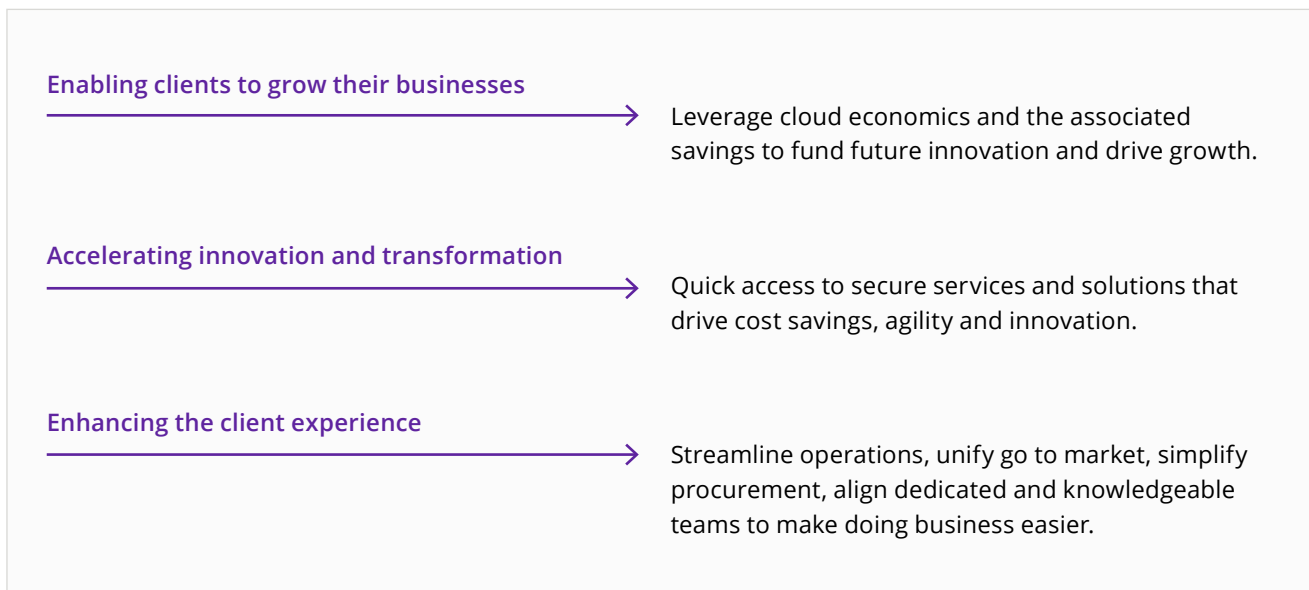 Enabling clients to grow their businesses
Leverage cloud economics and the associated
savings to fund future innovation and drive growth.
Accelerating innovation and transformation
Quick access to secure services and solutions that
drive cost savings, agility and innovation.
Enhancing the client experience
Streamline operations, unify go to market, simplify
procurement, align dedicated and knowledgeable
teams to make doing business easier.